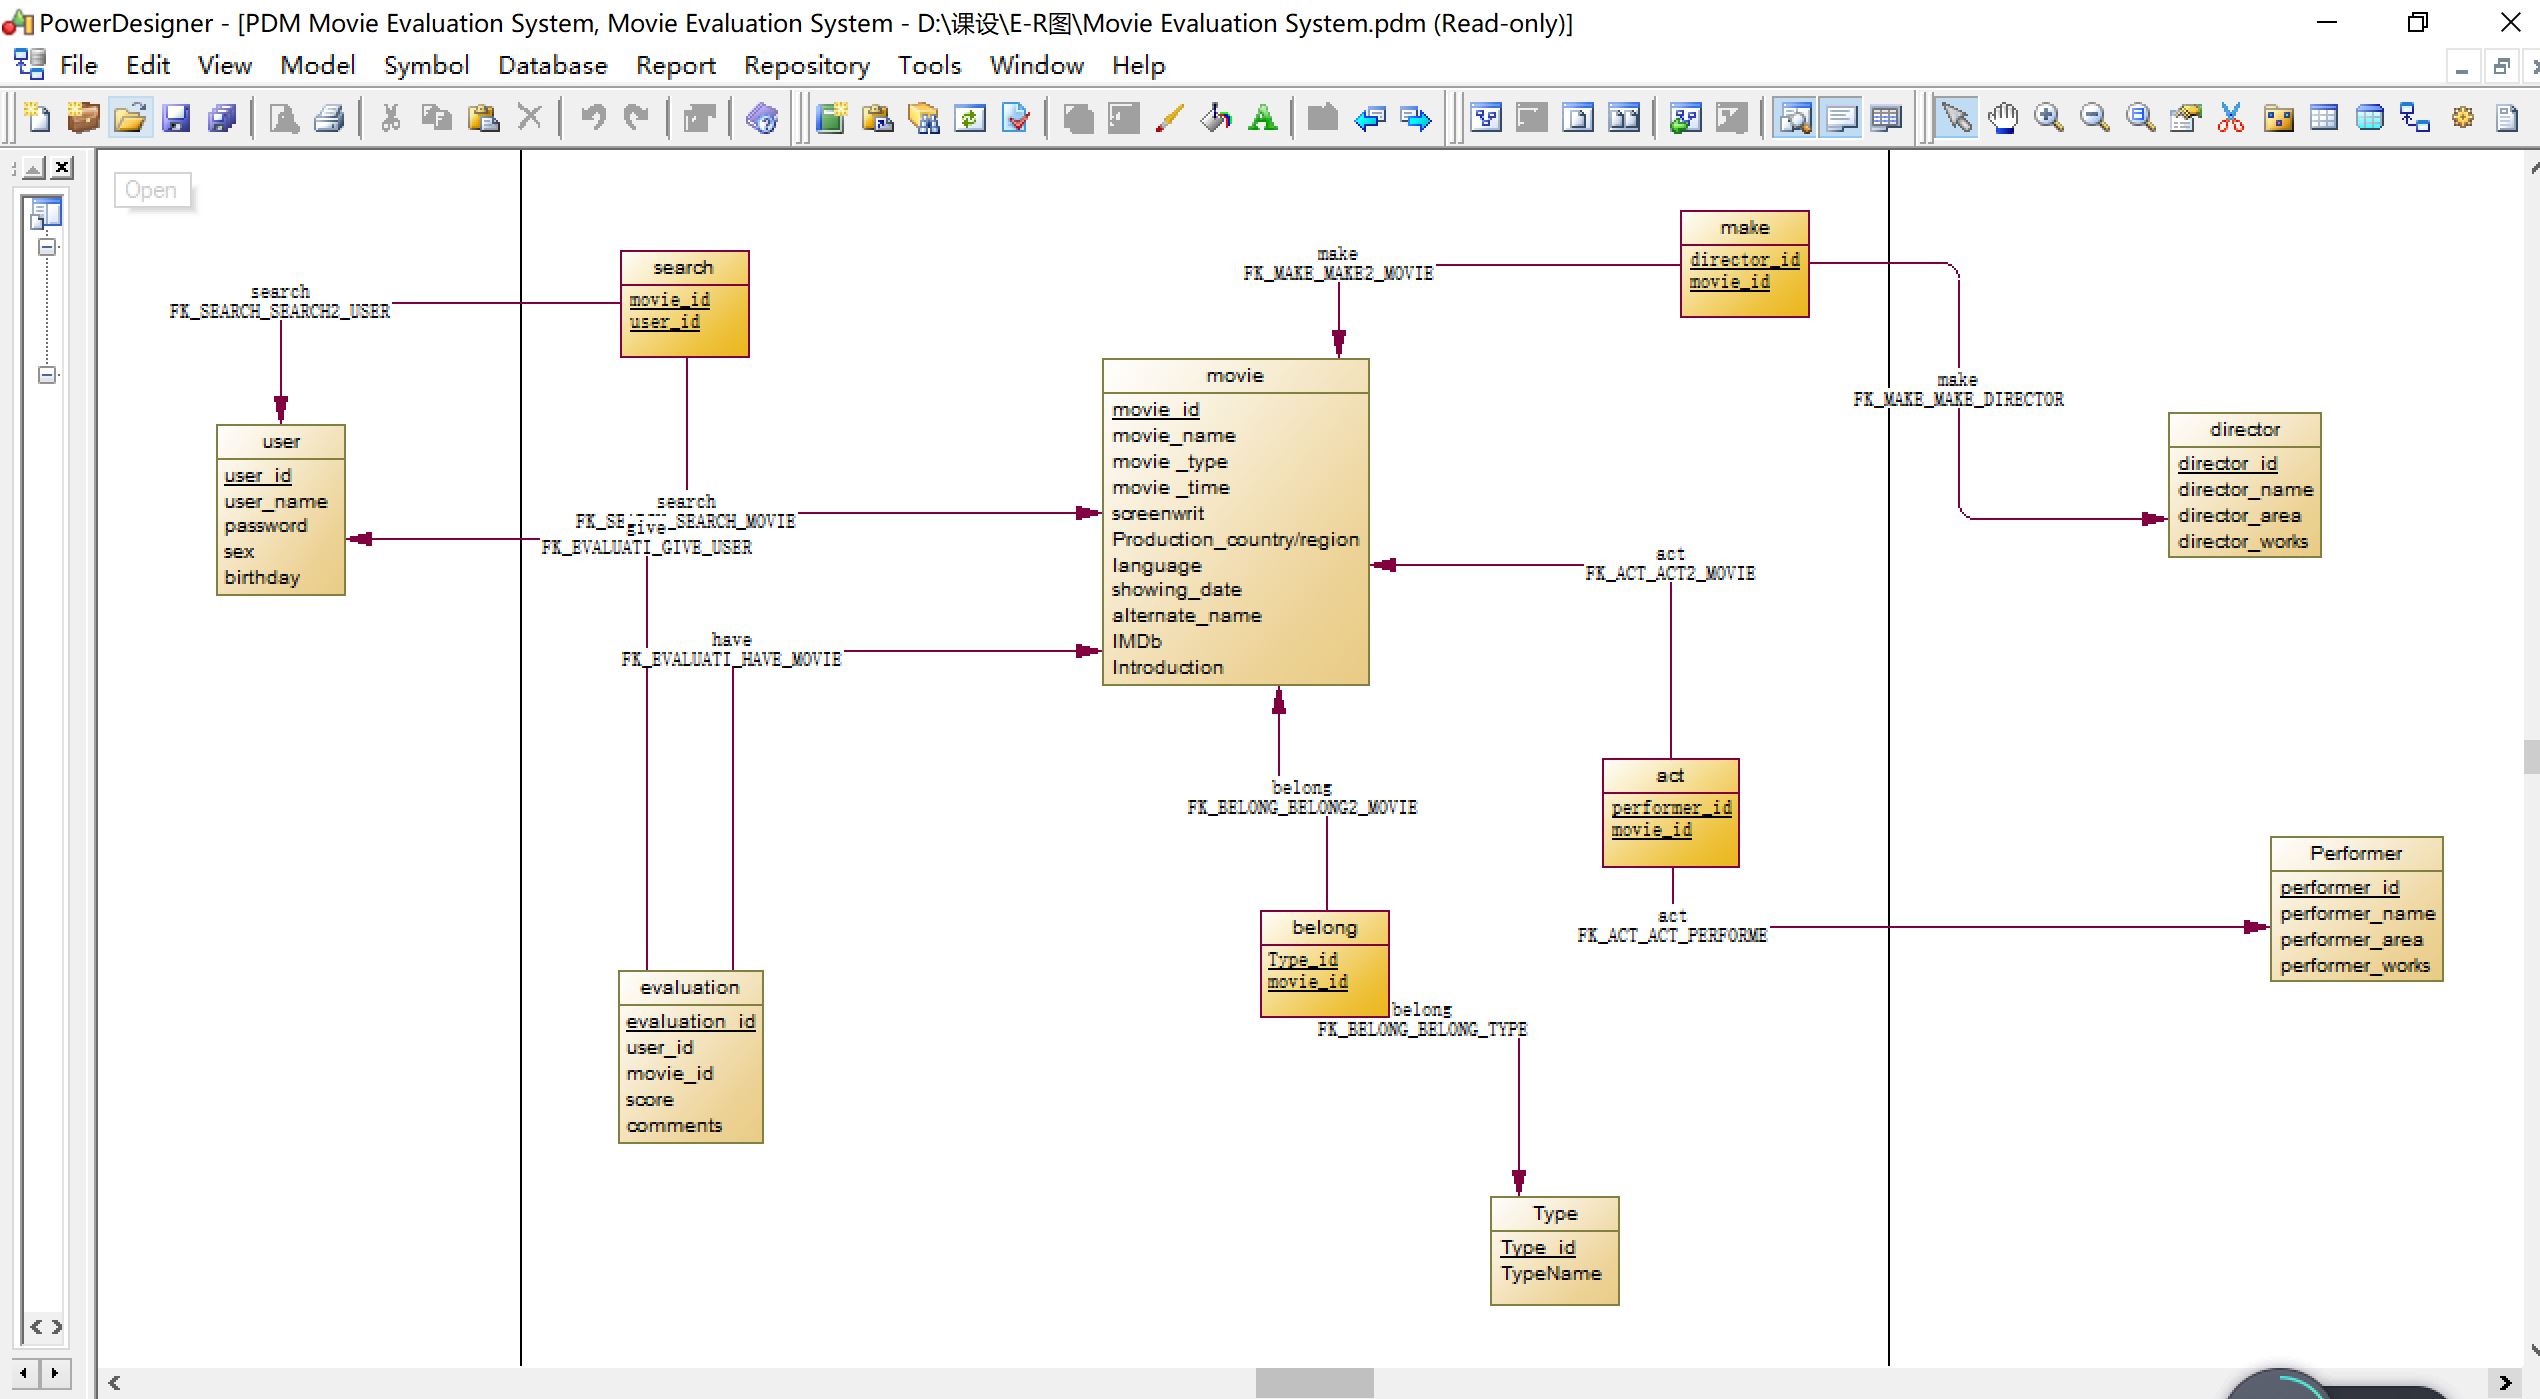 PowerDesigner - [PDM Movie Evaluation System, Movie Evaluation System - D:\课设\E-R图\Movie Evaluation System.pdm (Read-only)]
File Edit View Model Symbol Database Report Repository Tools Window Help
Open
search
FK_SEARCH_SEARCH2_USER
search
movie_id
user_id
make
FK_MAKE_MAKE2_MOVIE
make
director_id
movie_id
make
FK_MAKE_MAKE_DIRECTOR
user
user_id
user_name
password
sex
birthday
search
FK_SE SEARCH_MOVIE
give
FK_EVALUATI_GIVE_USER
have
FK_EVALUATI_HAVE_MOVIE
movie
movie_id
movie_name
movie _type
movie _time
screenwrit
Production_country/region
language
showing_date
alternate_name
IMDb
Introduction
director
director_id
director_name
director_area
director_works
act
FK_ACT_ACT2_MOVIE
act
performer_id
movie_id
act
FK_ACT_ACT_PERFORME
Performer
performer_id
performer_name
performer_area
performer_works
belong
FK_BELONG_BELONG2_MOVIE
belong
Type_id
movie_id
belong
FK_BELONG_BELONG_TYPE
evaluation
evaluation_id
user_id
movie_id
score
comments
Type
Type_id
TypeName